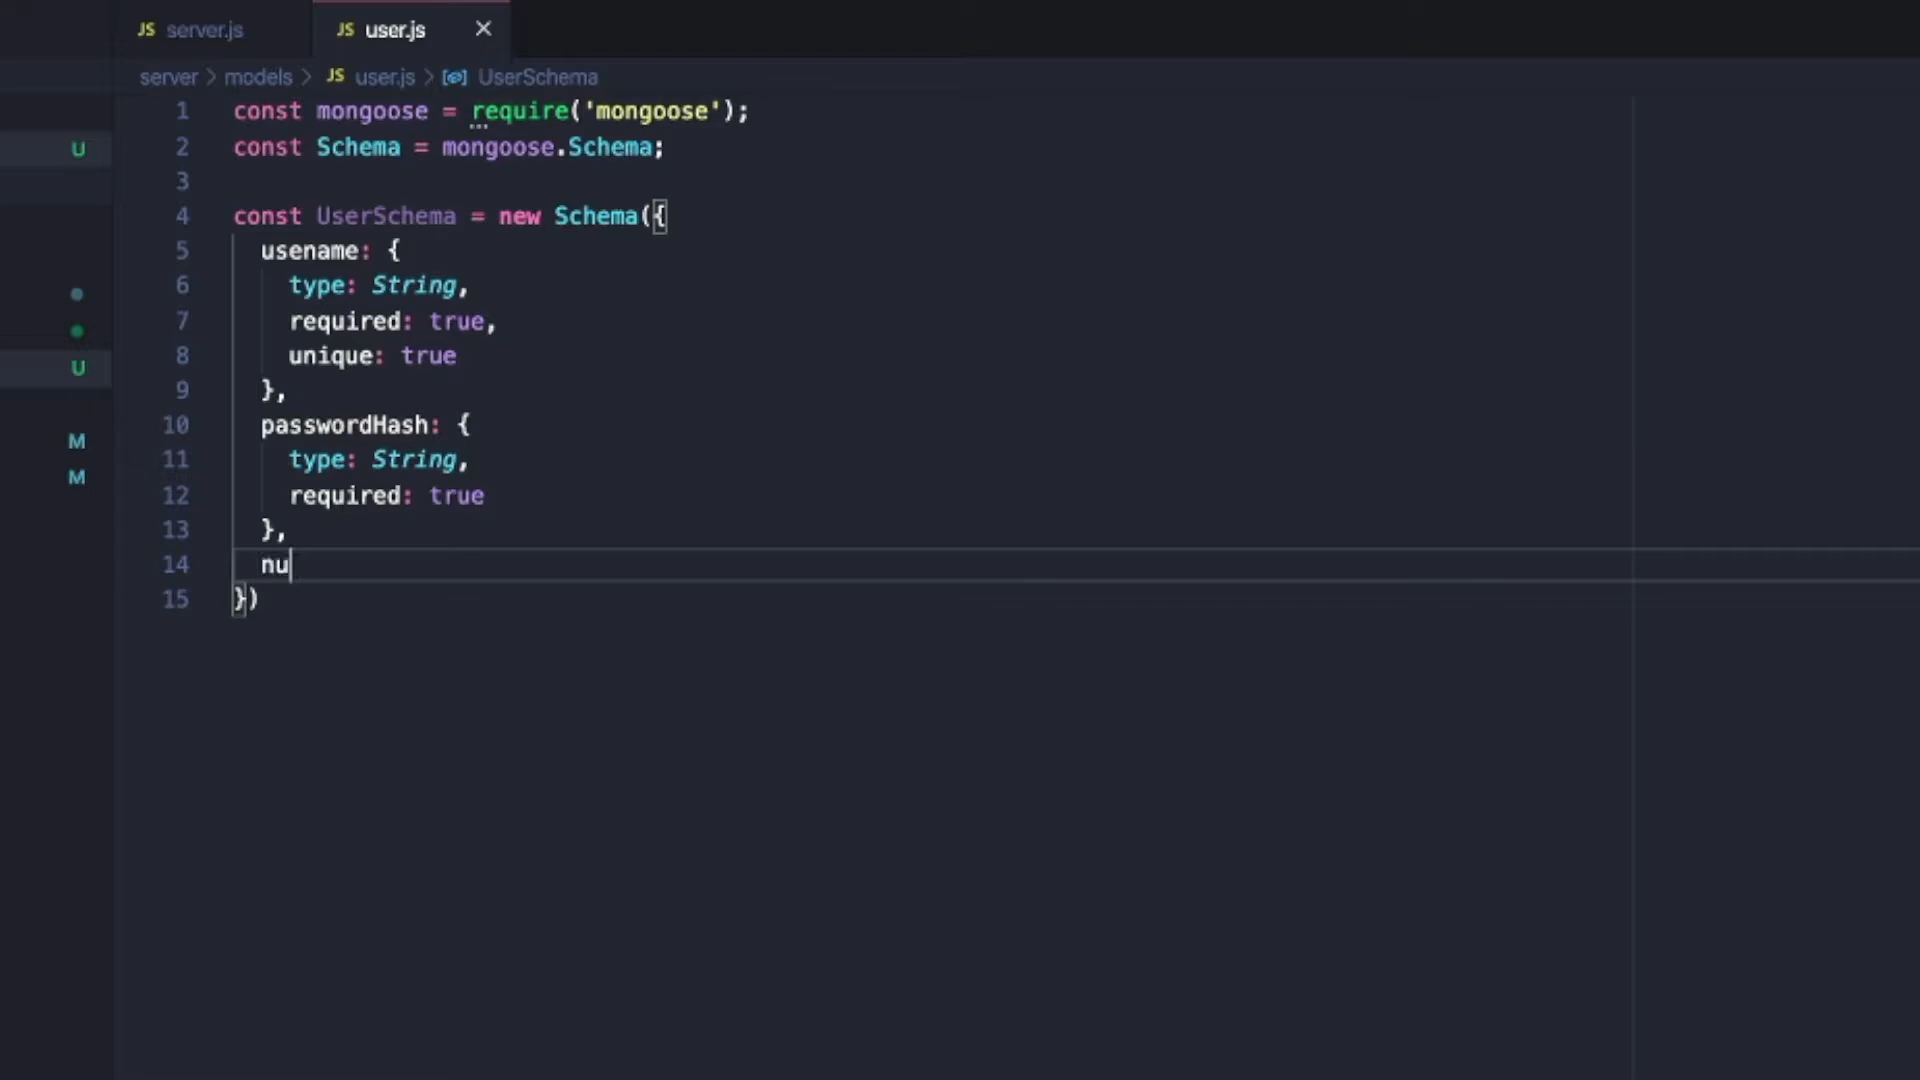 JS server.js JS user.js ×
server > models > JS user.js > UserSchema
1 const mongoose = require('mongoose');
U 2 const Schema = mongoose.Schema;
3
4 const UserSchema = new Schema({
5 usename: {
6 type: String,
7 required: true,
U 8 unique: true
9 },
M 10 passwordHash: {
M 11 type: String,
12 required: true
13 },
14 nu
15 })